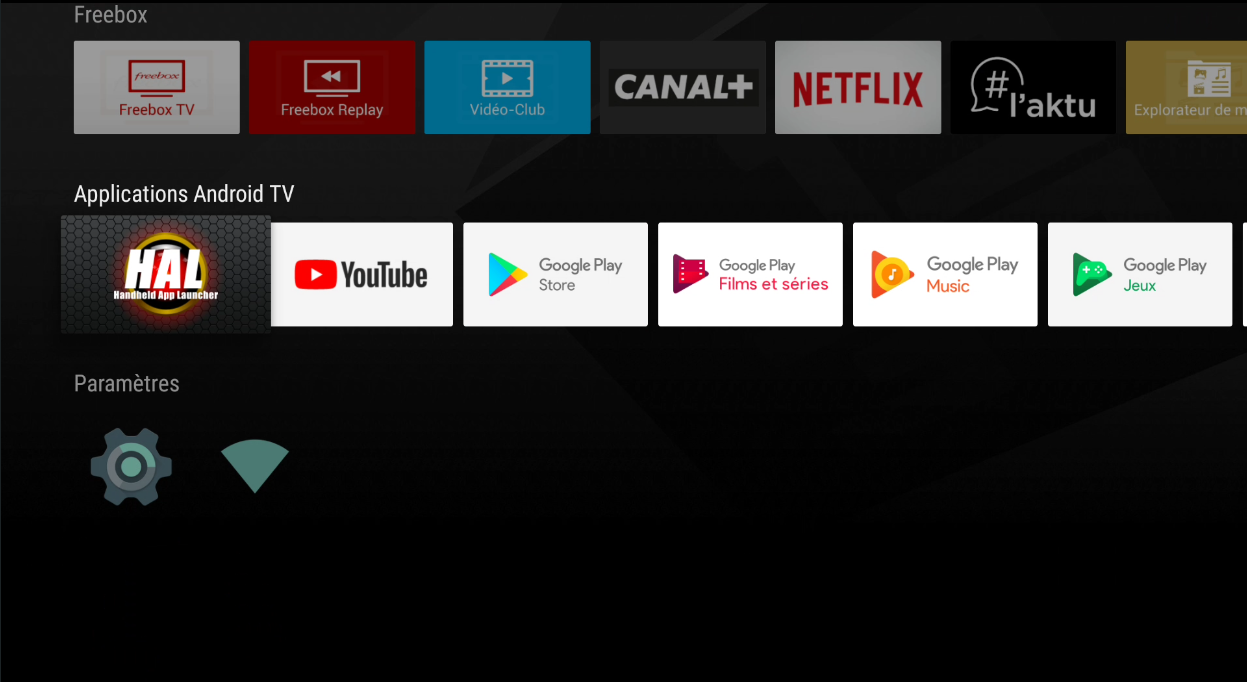 Freebox
freebox
Freebox TV
Freebox Replay
Vidéo-Club
CANAL+
NETFLIX
#
l'aktu
Explorateur de m
Applications Android TV
HAL
Handheld App Launcher
YouTube
Google Play
Store
Google Play
Films et séries
Google Play
Music
Google Play
Jeux
Paramètres